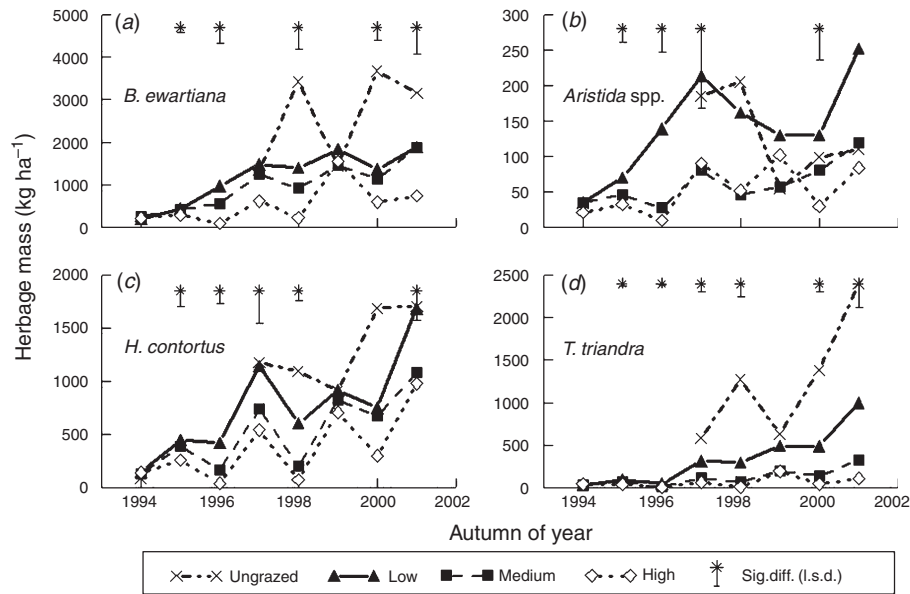 (a)
B. ewartiana
5000
4000
3000
2000
1000
0
(b)
Aristida spp.
300
250
200
150
100
50
0
Herbage mass (kg ha–1)
(c)
H. contortus
2000
1500
1000
500
0
1994 1996 1998 2000 2002
(d)
T. triandra
2500
2000
1500
1000
500
0
1994 1996 1998 2000 2002
Autumn of year
Ungrazed Low Medium High Sig.diff. (l.s.d.)